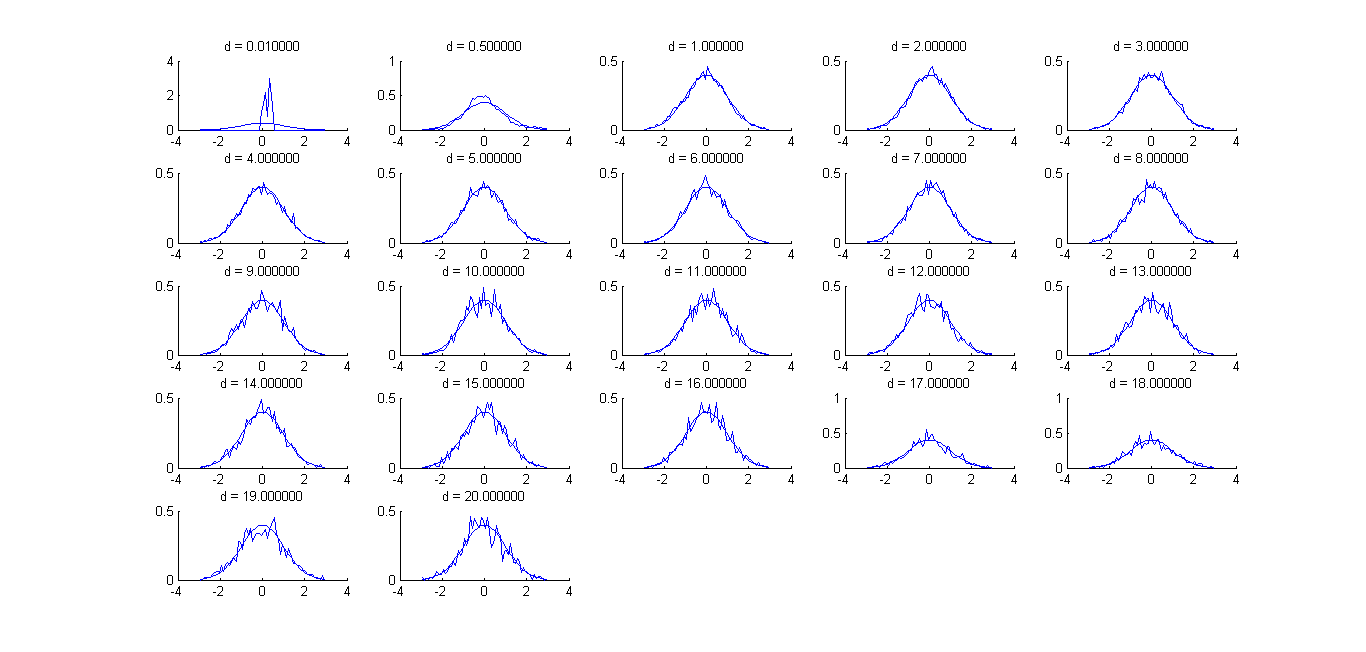 d = 0.010000 d = 0.500000 d = 1.000000 d = 2.000000 d = 3.000000
4 1 0.5 0.5 0.5
2 0.5
0 0 0 0 0
-4 -2 0 2 4 -4 -2 0 2 4 -4 -2 0 2 4 -4 -2 0 2 4 -4 -2 0 2 4
d = 4.000000 d = 5.000000 d = 6.000000 d = 7.000000 d = 8.000000
0.5 0.5 0.5 0.5 0.5
0 0 0 0 0
-4 -2 0 2 4 -4 -2 0 2 4 -4 -2 0 2 4 -4 -2 0 2 4 -4 -2 0 2 4
d = 9.000000 d = 10.000000 d = 11.000000 d = 12.000000 d = 13.000000
0.5 0.5 0.5 0.5 0.5
0 0 0 0 0
-4 -2 0 2 4 -4 -2 0 2 4 -4 -2 0 2 4 -4 -2 0 2 4 -4 -2 0 2 4
d = 14.000000 d = 15.000000 d = 16.000000 d = 17.000000 d = 18.000000
0.5 0.5 0.5 1 1
0.5 0.5
0 0 0 0 0
-4 -2 0 2 4 -4 -2 0 2 4 -4 -2 0 2 4 -4 -2 0 2 4 -4 -2 0 2 4
d = 19.000000 d = 20.000000
0.5 0.5
0 0
-4 -2 0 2 4 -4 -2 0 2 4